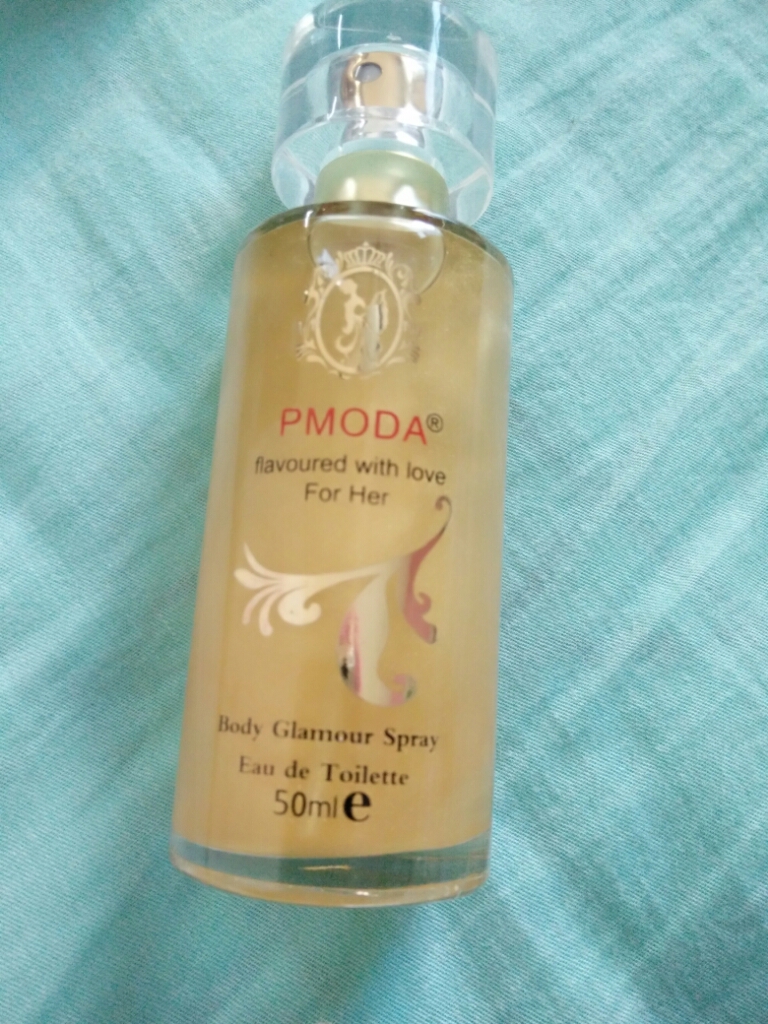 PMODA®
flavoured with love
For Her
Body Glamour Spray
Eau de Toilette
50ml e